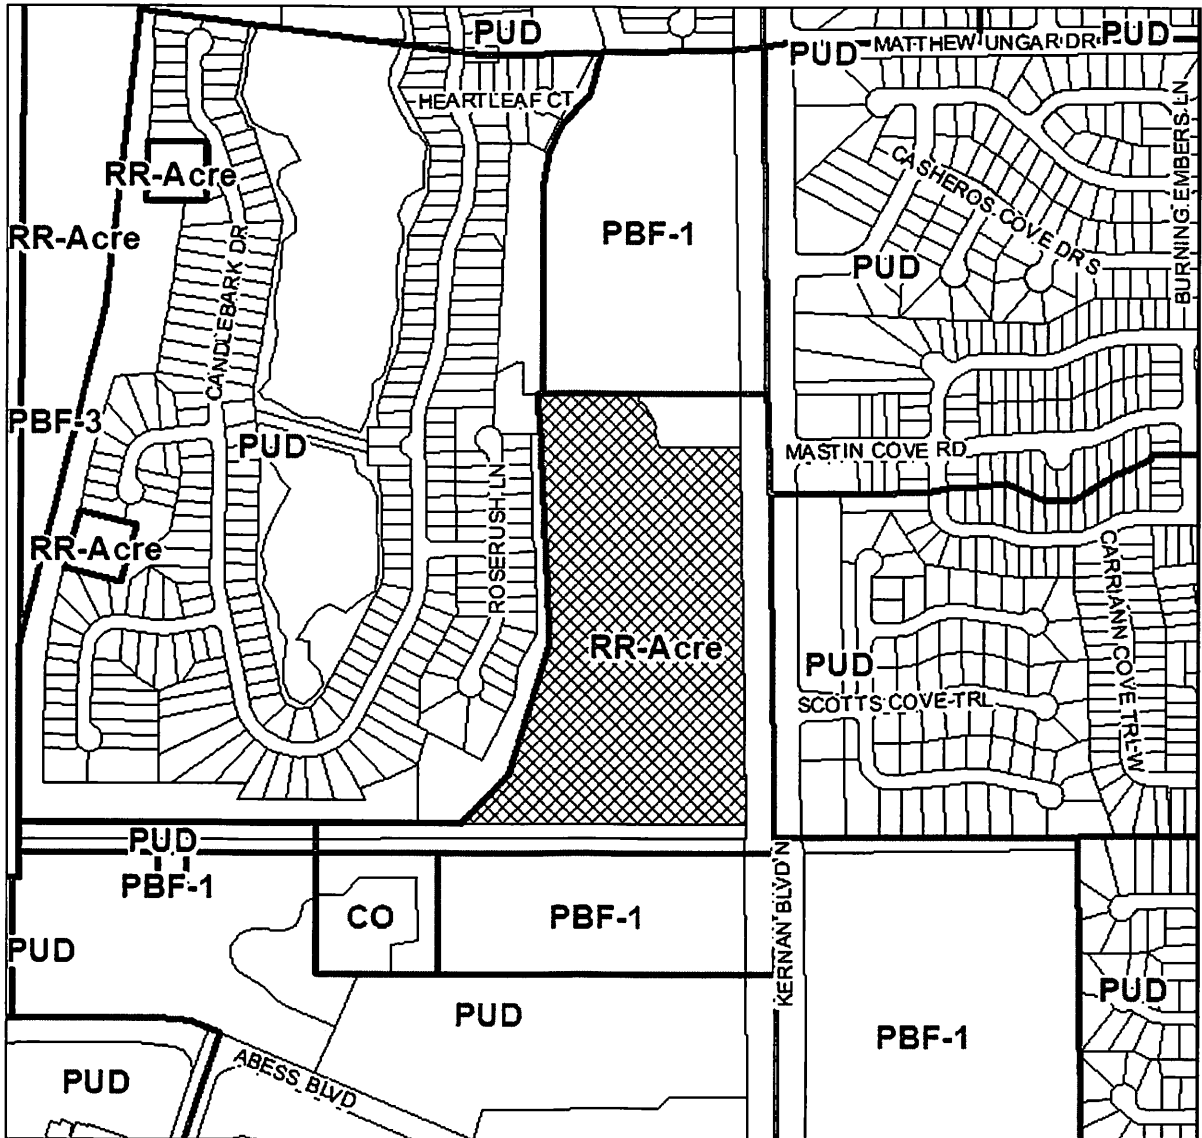 PUD
PUD
MATTHEW UNGAR DR
PUD
HEARTLEAF CT
BURNING EMBERS LN
RR-Acre
CASHEROS COVE DR S
RR-Acre
PBF-1
PUD
CANDLEBARK DR
PBF-3
PUD
MASTIN COVE RD
ROSERUSH LN
RR-Acre
CARRIANN COVE TRL W
RR-Acre
PUD
SCOTTS COVE TRL
PUD
PBF-1
KERNAN BLVD N
CO
PBF-1
PUD
PUD
PUD
PBF-1
ABESS BLVD
PUD